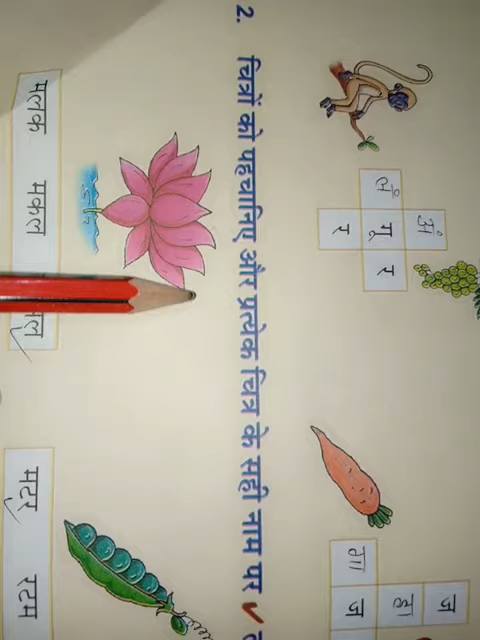 अं ज
लं गू र हा
र गा ज
2. चित्रों को पहचानिए और प्रत्येक चित्र के सही नाम पर ✓
मलक मकल मटर रटम